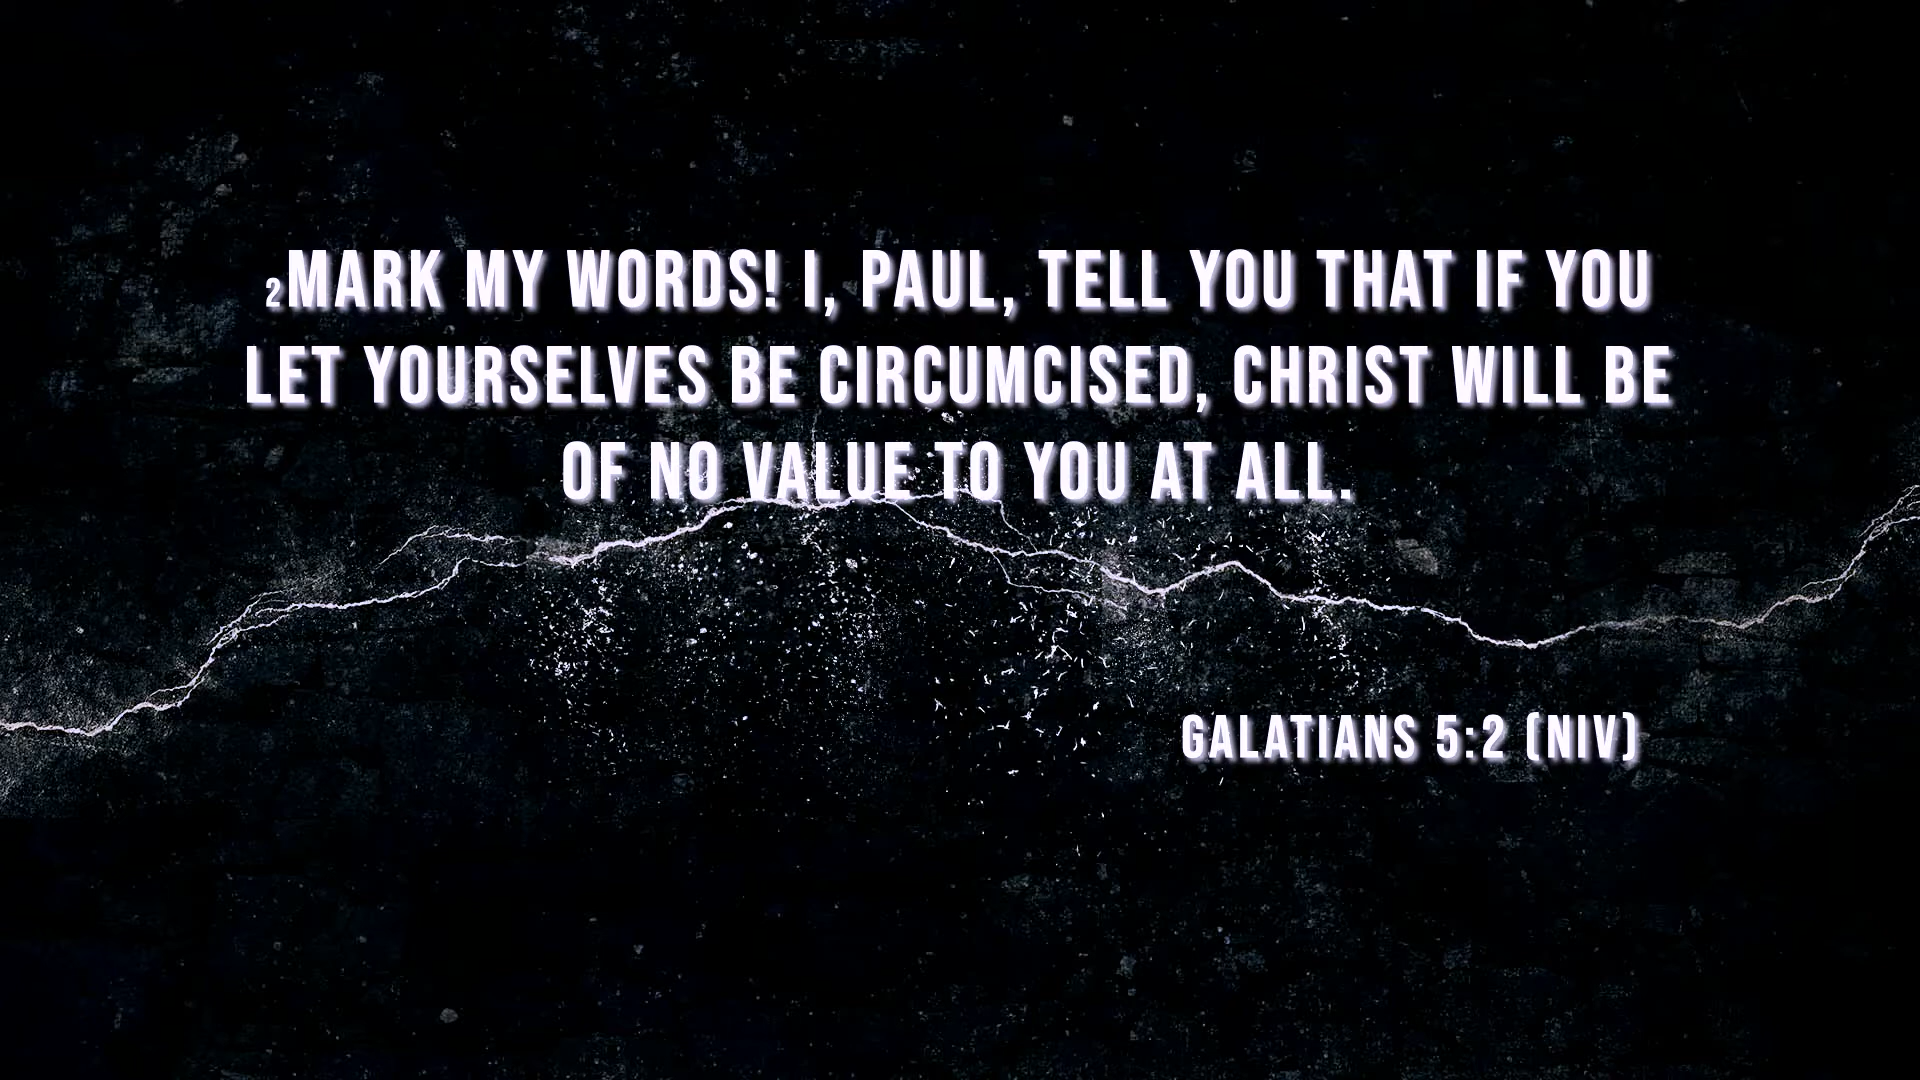 2MARK MY WORDS! I, PAUL, TELL YOU THAT IF YOU
LET YOURSELVES BE CIRCUMCISED, CHRIST WILL BE
OF NO VALUE TO YOU AT ALL.
GALATIANS 5:2 (NIV)